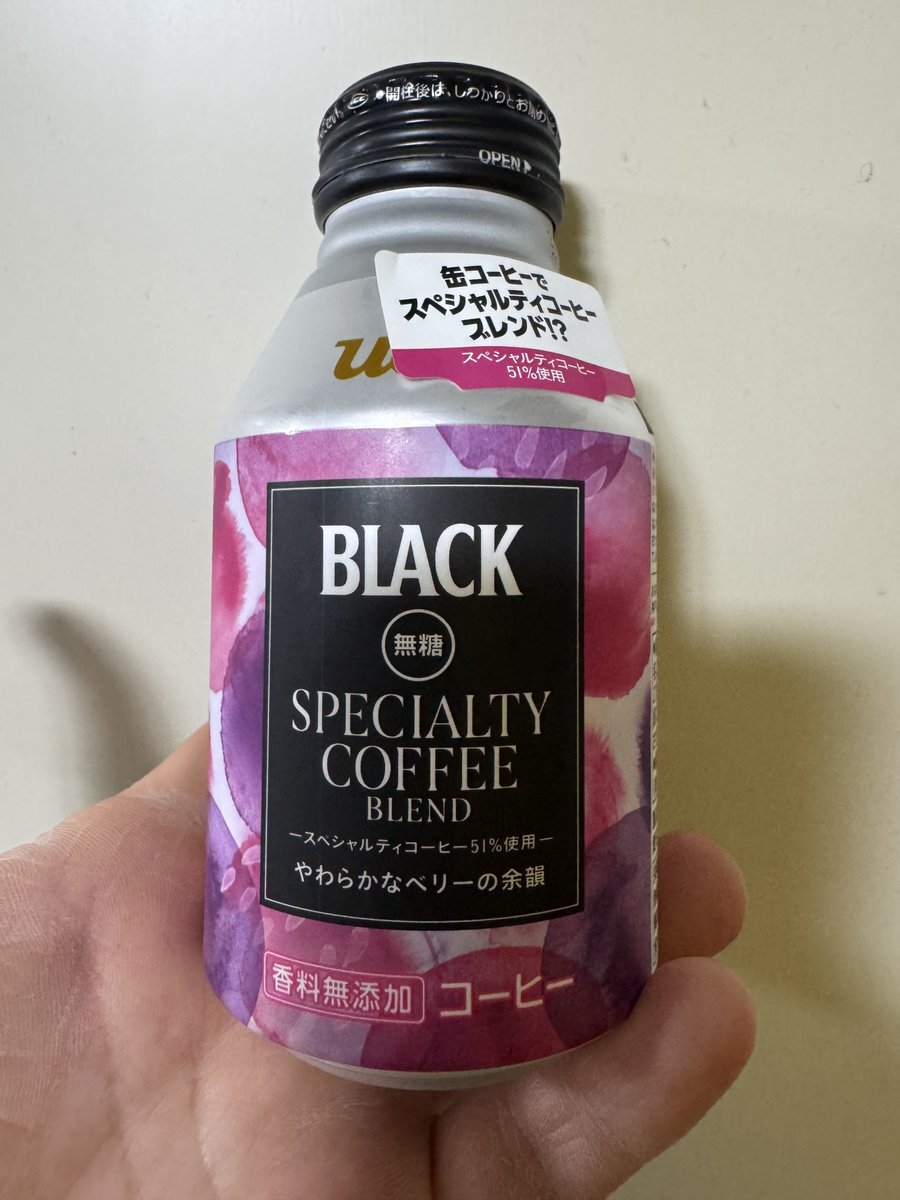 •開栓後は、しっかりとお
OPEN▶
缶コーヒーで
スペシャルティコーヒー
ブレンド!?
スペシャルティコーヒー
51%使用
BLACK
無糖
SPECIALTY
COFFEE
BLEND
—スペシャルティコーヒー51%使用—
やわらかなベリーの余韻
香料無添加 コーヒー